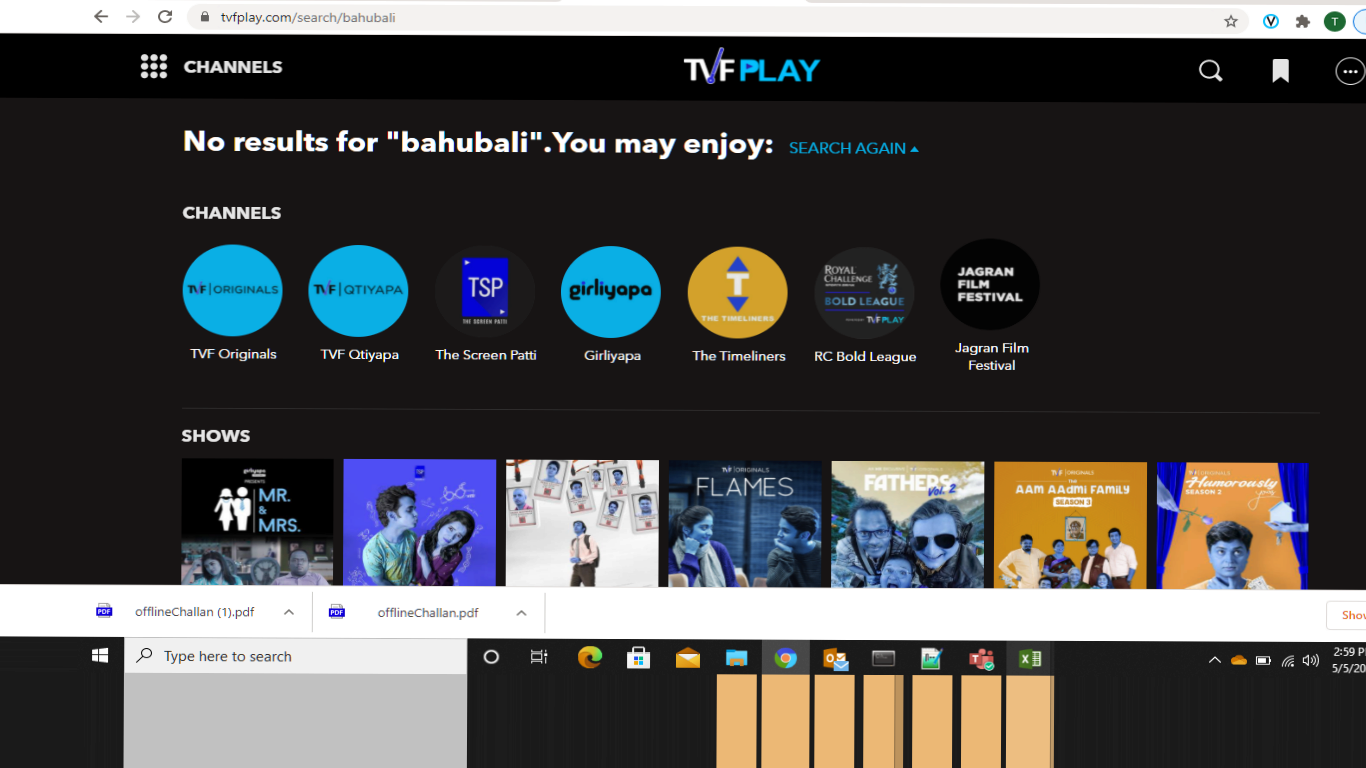 tvfplay.com/search/bahubali
T
CHANNELS
TVF PLAY
No results for "bahubali".You may enjoy:
SEARCH AGAIN
CHANNELS
TVF ORIGINALS
TVF QTIYAPA
TSP
THE SCREEN PATTI
girliyapa
T
THE TIMELINERS
ROYAL CHALLENGE
BOLD LEAGUE
TVF PLAY
JAGRAN
FILM
FESTIVAL
TVF Originals
TVF Qtiyapa
The Screen Patti
Girliyapa
The Timeliners
RC Bold League
Jagran Film
Festival
SHOWS
girliyapa
PRESENTS
MR.
&
MRS.
TSP
TVF ORIGINALS
FLAMES
FATHERS
Vol. 2
TVF ORIGINALS
THE
AAM AADMI FAMILY
SEASON 3
TVF ORIGINALS
Humorously
SEASON 2
yours
PDF
offlineChallan (1).pdf
PDF
offlineChallan.pdf
Show
Type here to search
2:59 P
5/5/20